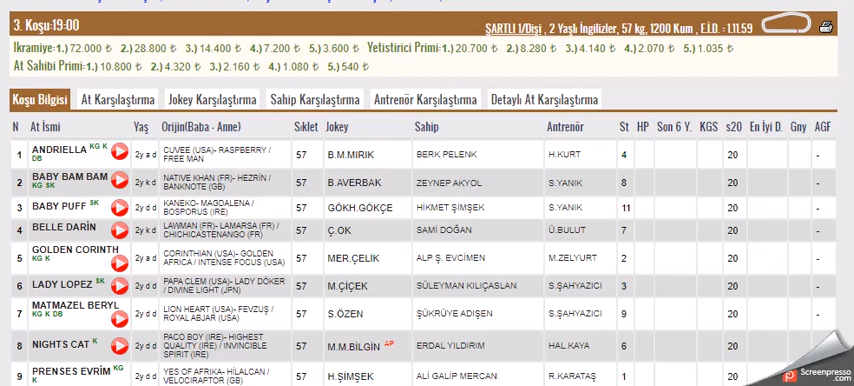 3. Koşu:19:00
ŞARTLI 1/Dişi , 2 Yaşlı İngilizler, 57 kg, 1200 Kum , E.İ.D. : 1.11.59
İkramiye:1.) 72.000 ₺ 2.) 28.800 ₺ 3.) 14.400 ₺ 4.) 7.200 ₺ 5.) 3.600 ₺ Yetistirici Primi:1.) 20.700 ₺ 2.) 8.280 ₺ 3.) 4.140 ₺ 4.) 2.070 ₺ 5.) 1.035 ₺
At Sahibi Primi:1.) 10.800 ₺ 2.) 4.320 ₺ 3.) 2.160 ₺ 4.) 1.080 ₺ 5.) 540 ₺
Koşu Bilgisi At Karşılaştırma Jokey Karşılaştırma Sahip Karşılaştırma Antrenör Karşılaştırma Detaylı At Karşılaştırma
N At İsmi Yaş Orijin(Baba - Anne) Sıklet Jokey Sahip Antrenör St HP Son 6 Y. KGS s20 En İyi D. Gny AGF
1 ANDRIELLA KG K DB 2y a d CUVEE (USA)- RASPBERRY / FREE MAN 57 B.M.MIRIK BERK PELENK H.KURT 4 20 -
2 BABY BAM BAM KG SK 2y k d NATIVE KHAN (FR)- HEZRİN / BANKNOTE (GB) 57 B.AVERBAK ZEYNEP AKYOL S.YANIK 8 20 -
3 BABY PUFF SK 2y d d KANEKO- MAGDALENA / BOSPORUS (IRE) 57 GÖKH.GÖKÇE HİKMET ŞİMŞEK S.YANIK 11 20 -
4 BELLE DARİN 2y k d LAWMAN (FR)- LAMARSA (FR) / CHICHICASTENANGO (FR) 57 Ç.OK SAMİ DOĞAN Ü.BULUT 7 20 -
5 GOLDEN CORINTH KG K 2y a d CORINTHIAN (USA)- GOLDEN AFRICA / INTENSE FOCUS (USA) 57 MER.ÇELİK ALP Ş. EVCİMEN M.ZELYURT 2 20 -
6 LADY LOPEZ SK 2y d d PAPA CLEM (USA)- LADY DÖKER / DIVINE LIGHT (JPN) 57 M.ÇİÇEK SÜLEYMAN KILIÇASLAN S.ŞAHYAZICI 3 20 -
7 MATMAZEL BERYL KG K DB 2y d d LION HEART (USA)- FEVZUŞ / ROYAL ABJAR (USA) 57 S.ÖZEN ŞÜKRÜYE ADIŞEN S.ŞAHYAZICI 9 20 -
8 NIGHTS CAT K 2y d d PACO BOY (IRE)- HIGHEST QUALITY (IRE) / INVINCIBLE SPIRIT (IRE) 57 M.M.BİLGİN AP ERDAL YILDIRIM HAL.KAYA 6 20 -
9 PRENSES EVRİM KG K 2y d d YES OF AFRIKA- HİLALCAN / VELOCIRAPTOR (GB) 57 H.ŞİMŞEK ALİ GALİP MERCAN R.KARATAŞ 1 20
Screenpresso
.com